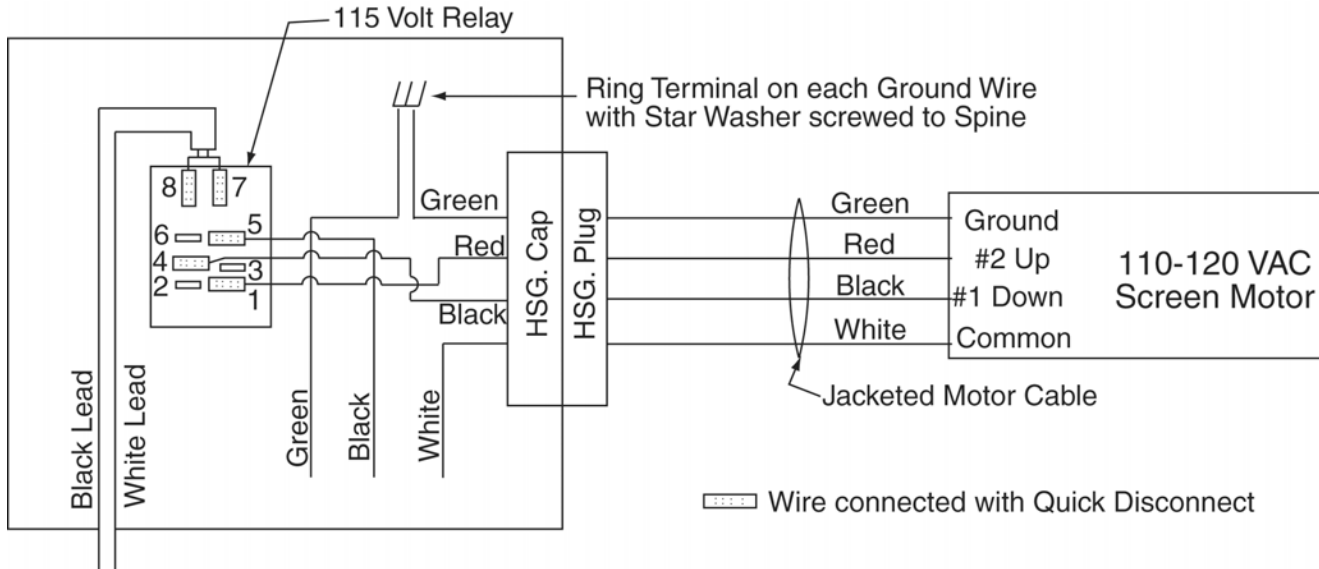 115 Volt Relay
Ring Terminal on each Ground Wire
with Star Washer screwed to Spine
8
7
6
5
4
3
2
1
Green
Red
Black
HSG. Cap
HSG. Plug
Green
Red
Black
White
Ground
#2 Up
#1 Down
Common
110-120 VAC
Screen Motor
Jacketed Motor Cable
Black Lead
White Lead
Green
Black
White
Wire connected with Quick Disconnect